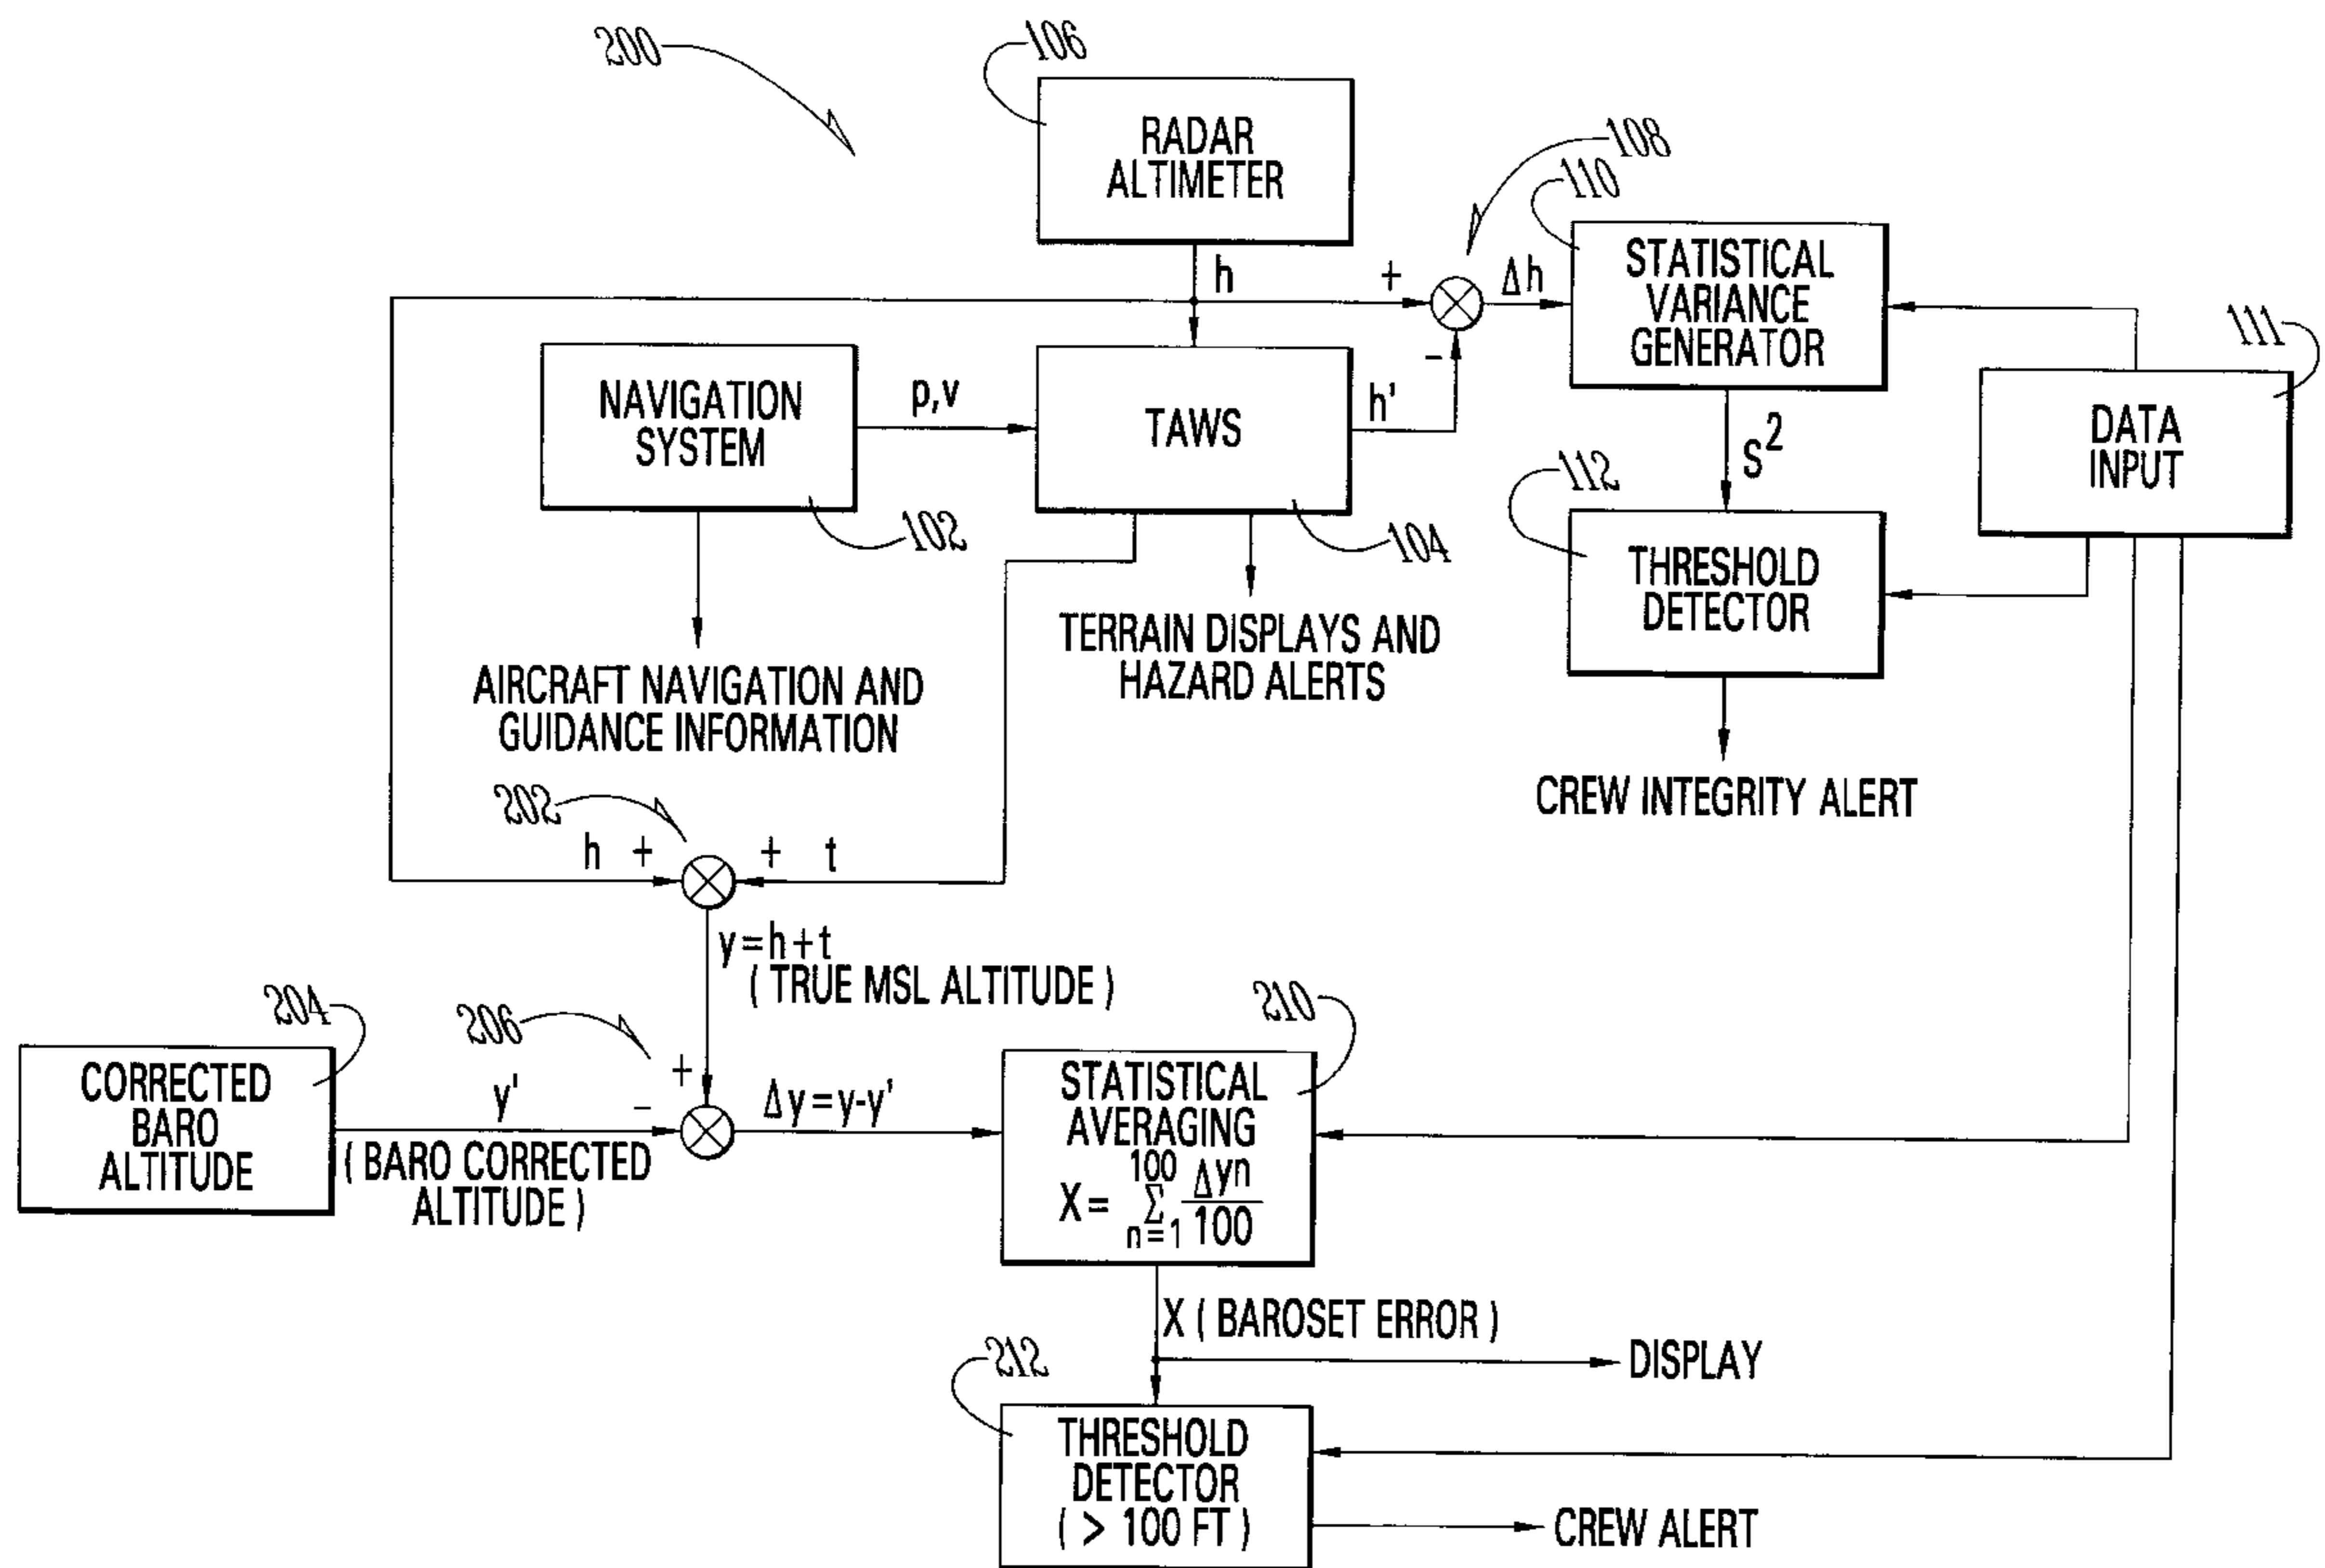 200
106
RADAR
ALTIMETER
108
110
h
+
Δh
-
STATISTICAL
VARIANCE
GENERATOR
111
NAVIGATION
SYSTEM
p,v
TAWS
h'
S²
DATA
INPUT
102
104
112
THRESHOLD
DETECTOR
TERRAIN DISPLAYS AND
HAZARD ALERTS
AIRCRAFT NAVIGATION AND
GUIDANCE INFORMATION
CREW INTEGRITY ALERT
202
h + + t
y=h+t
( TRUE MSL ALTITUDE )
204
206
210
CORRECTED
BARO
ALTITUDE
y'
( BARO CORRECTED
ALTITUDE )
+
-
Δy=y-y'
STATISTICAL
AVERAGING
100
X= Σ Δyn/100
n=1
X ( BAROSET ERROR )
DISPLAY
212
THRESHOLD
DETECTOR
( > 100 FT )
CREW ALERT